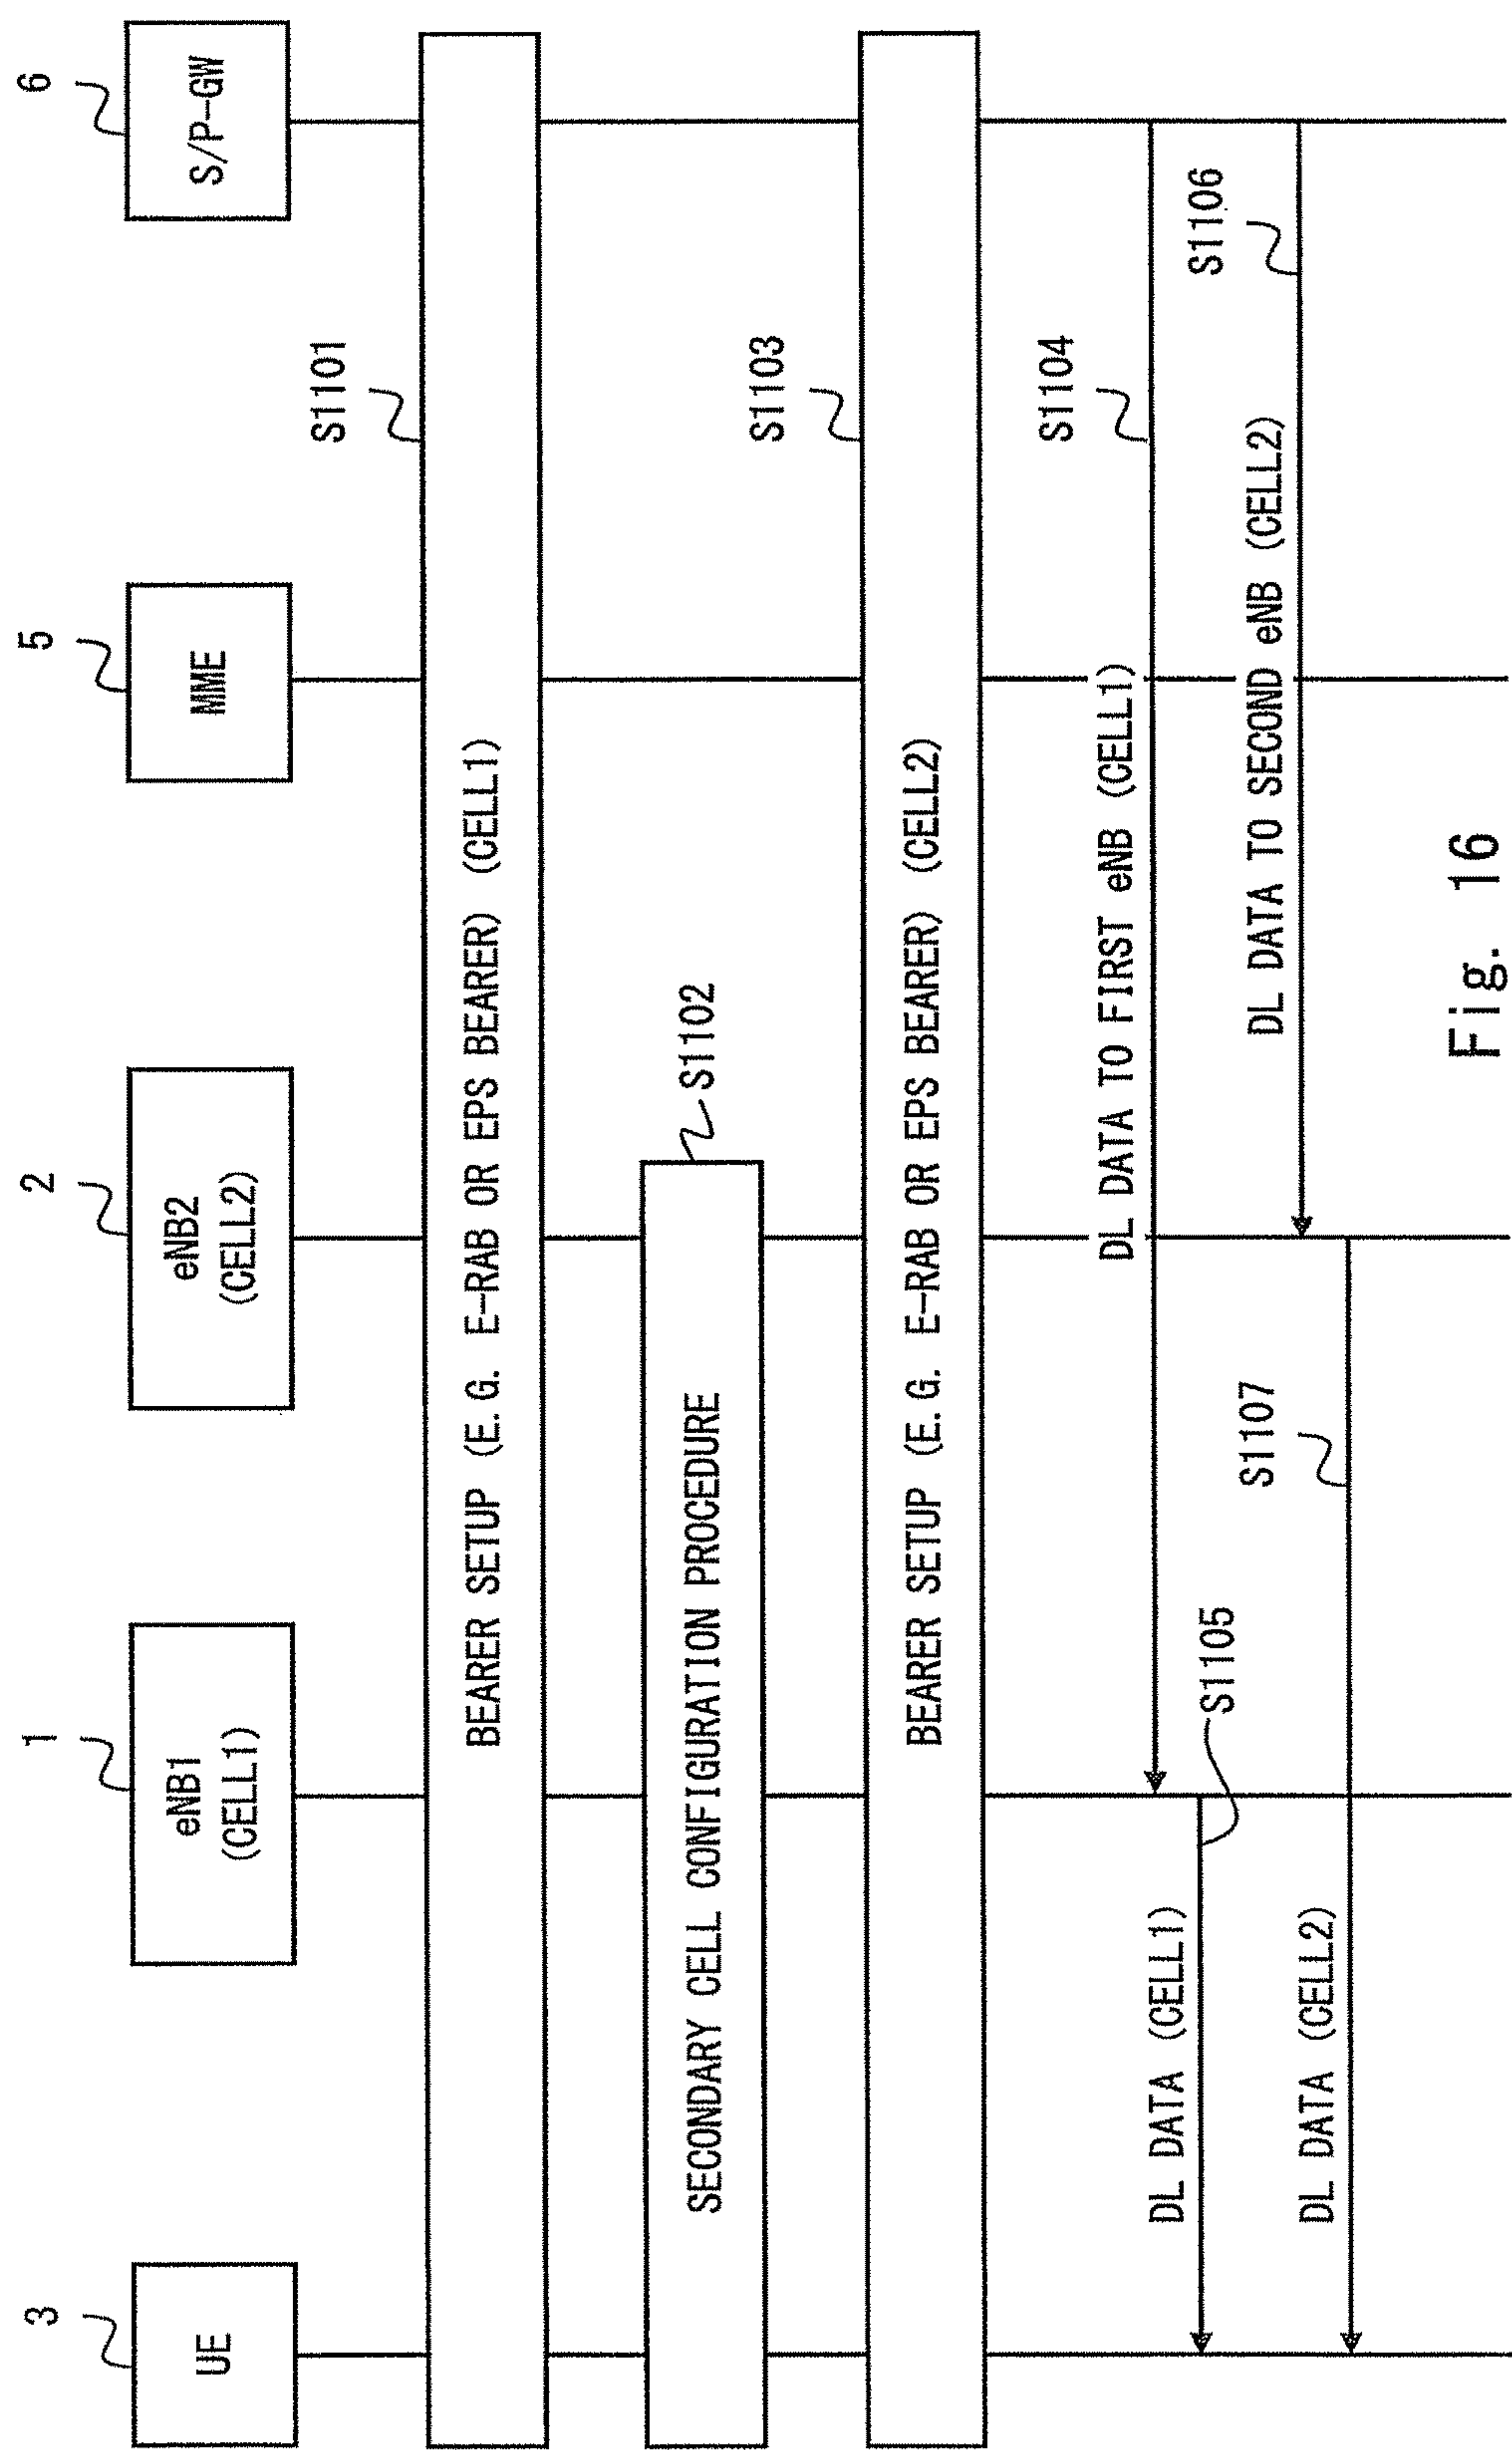 3
1
2
5
6
UE
eNB1
(CELL1)
eNB2
(CELL2)
MME
S/P-GW
S1101
BEARER SETUP (E.G. E-RAB OR EPS BEARER) (CELL1)
S1102
SECONDARY CELL CONFIGURATION PROCEDURE
S1103
BEARER SETUP (E.G. E-RAB OR EPS BEARER) (CELL2)
S1104
DL DATA TO FIRST eNB (CELL1)
S1105
DL DATA (CELL1)
S1106
DL DATA TO SECOND eNB (CELL2)
S1107
DL DATA (CELL2)
Fig. 16